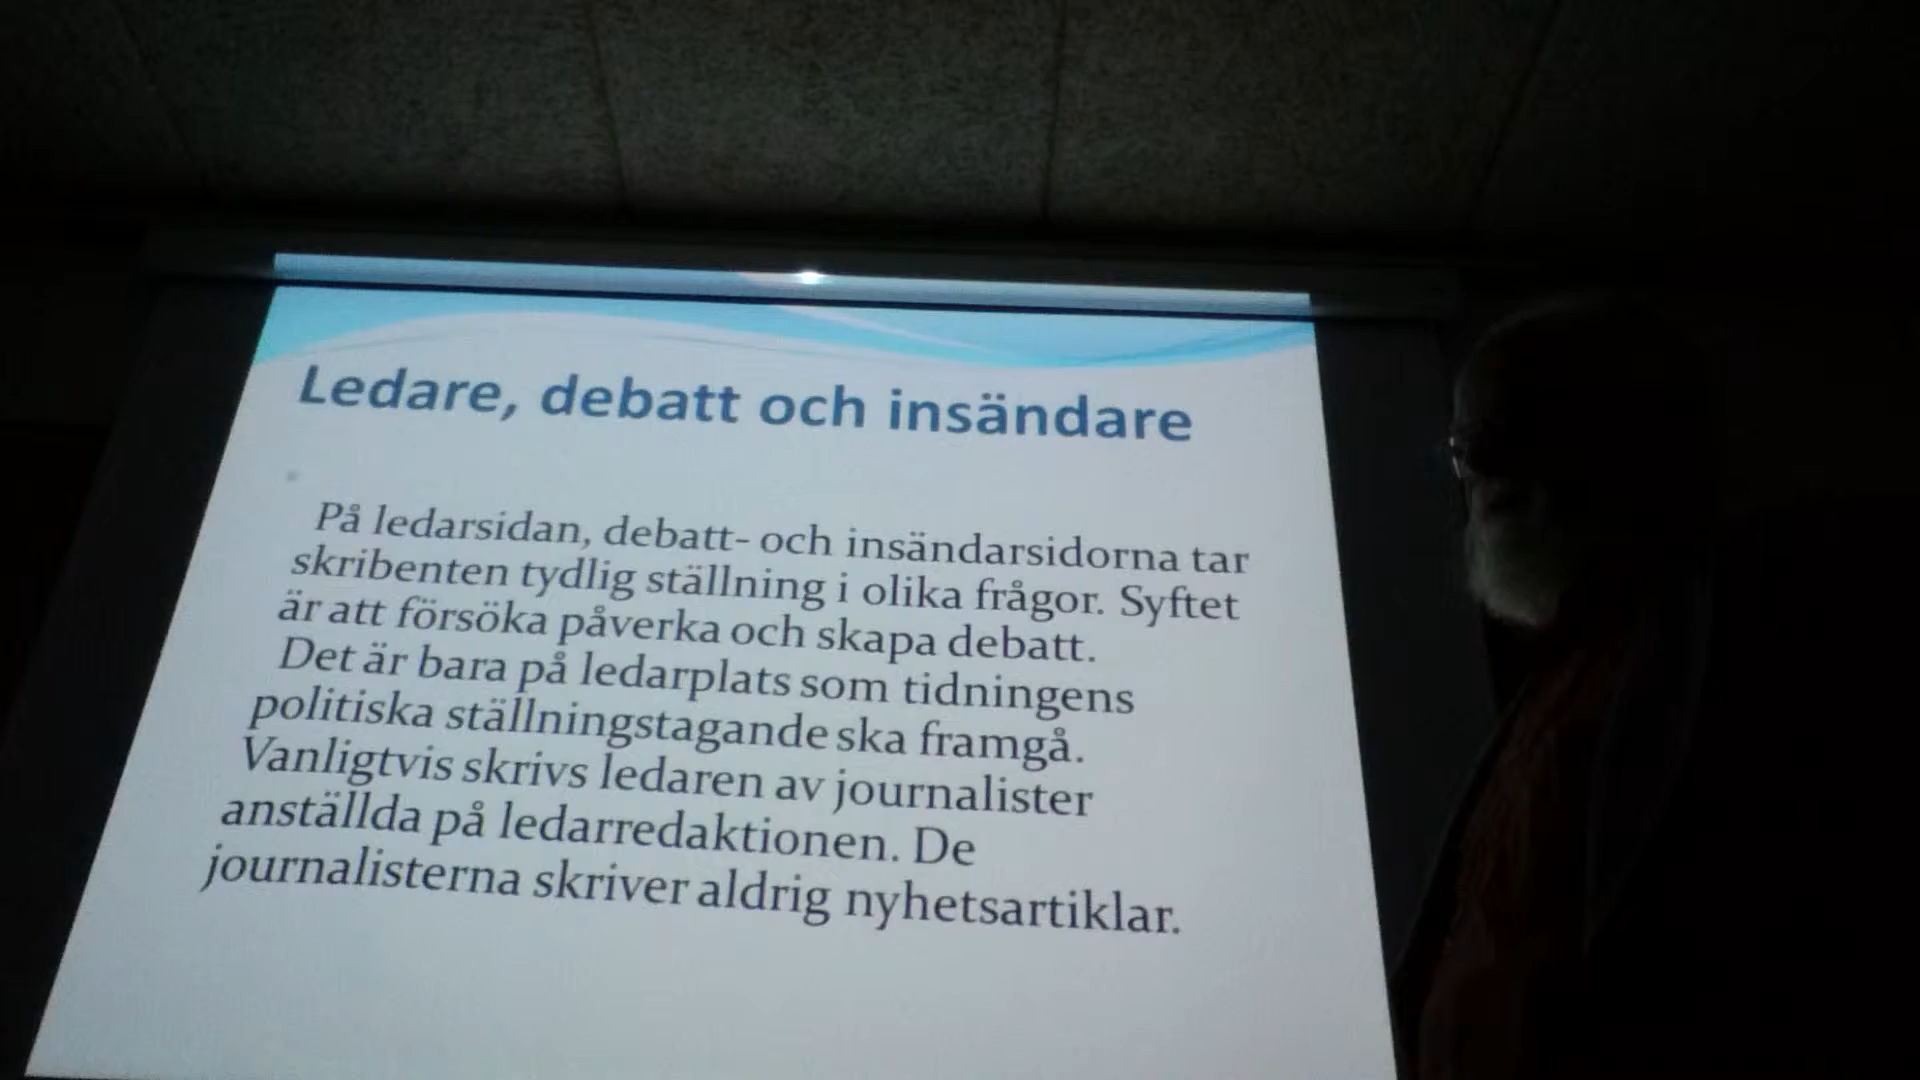 Ledare, debatt och insändare
På ledarsidan, debatt- och insändarsidorna tar
skribenten tydlig ställning i olika frågor. Syftet
är att försöka påverka och skapa debatt.
Det är bara på ledarplats som tidningens
politiska ställningstagande ska framgå.
Vanligtvis skrivs ledaren av journalister
anställda på ledarredaktionen. De
journalisterna skriver aldrig nyhetsartiklar.